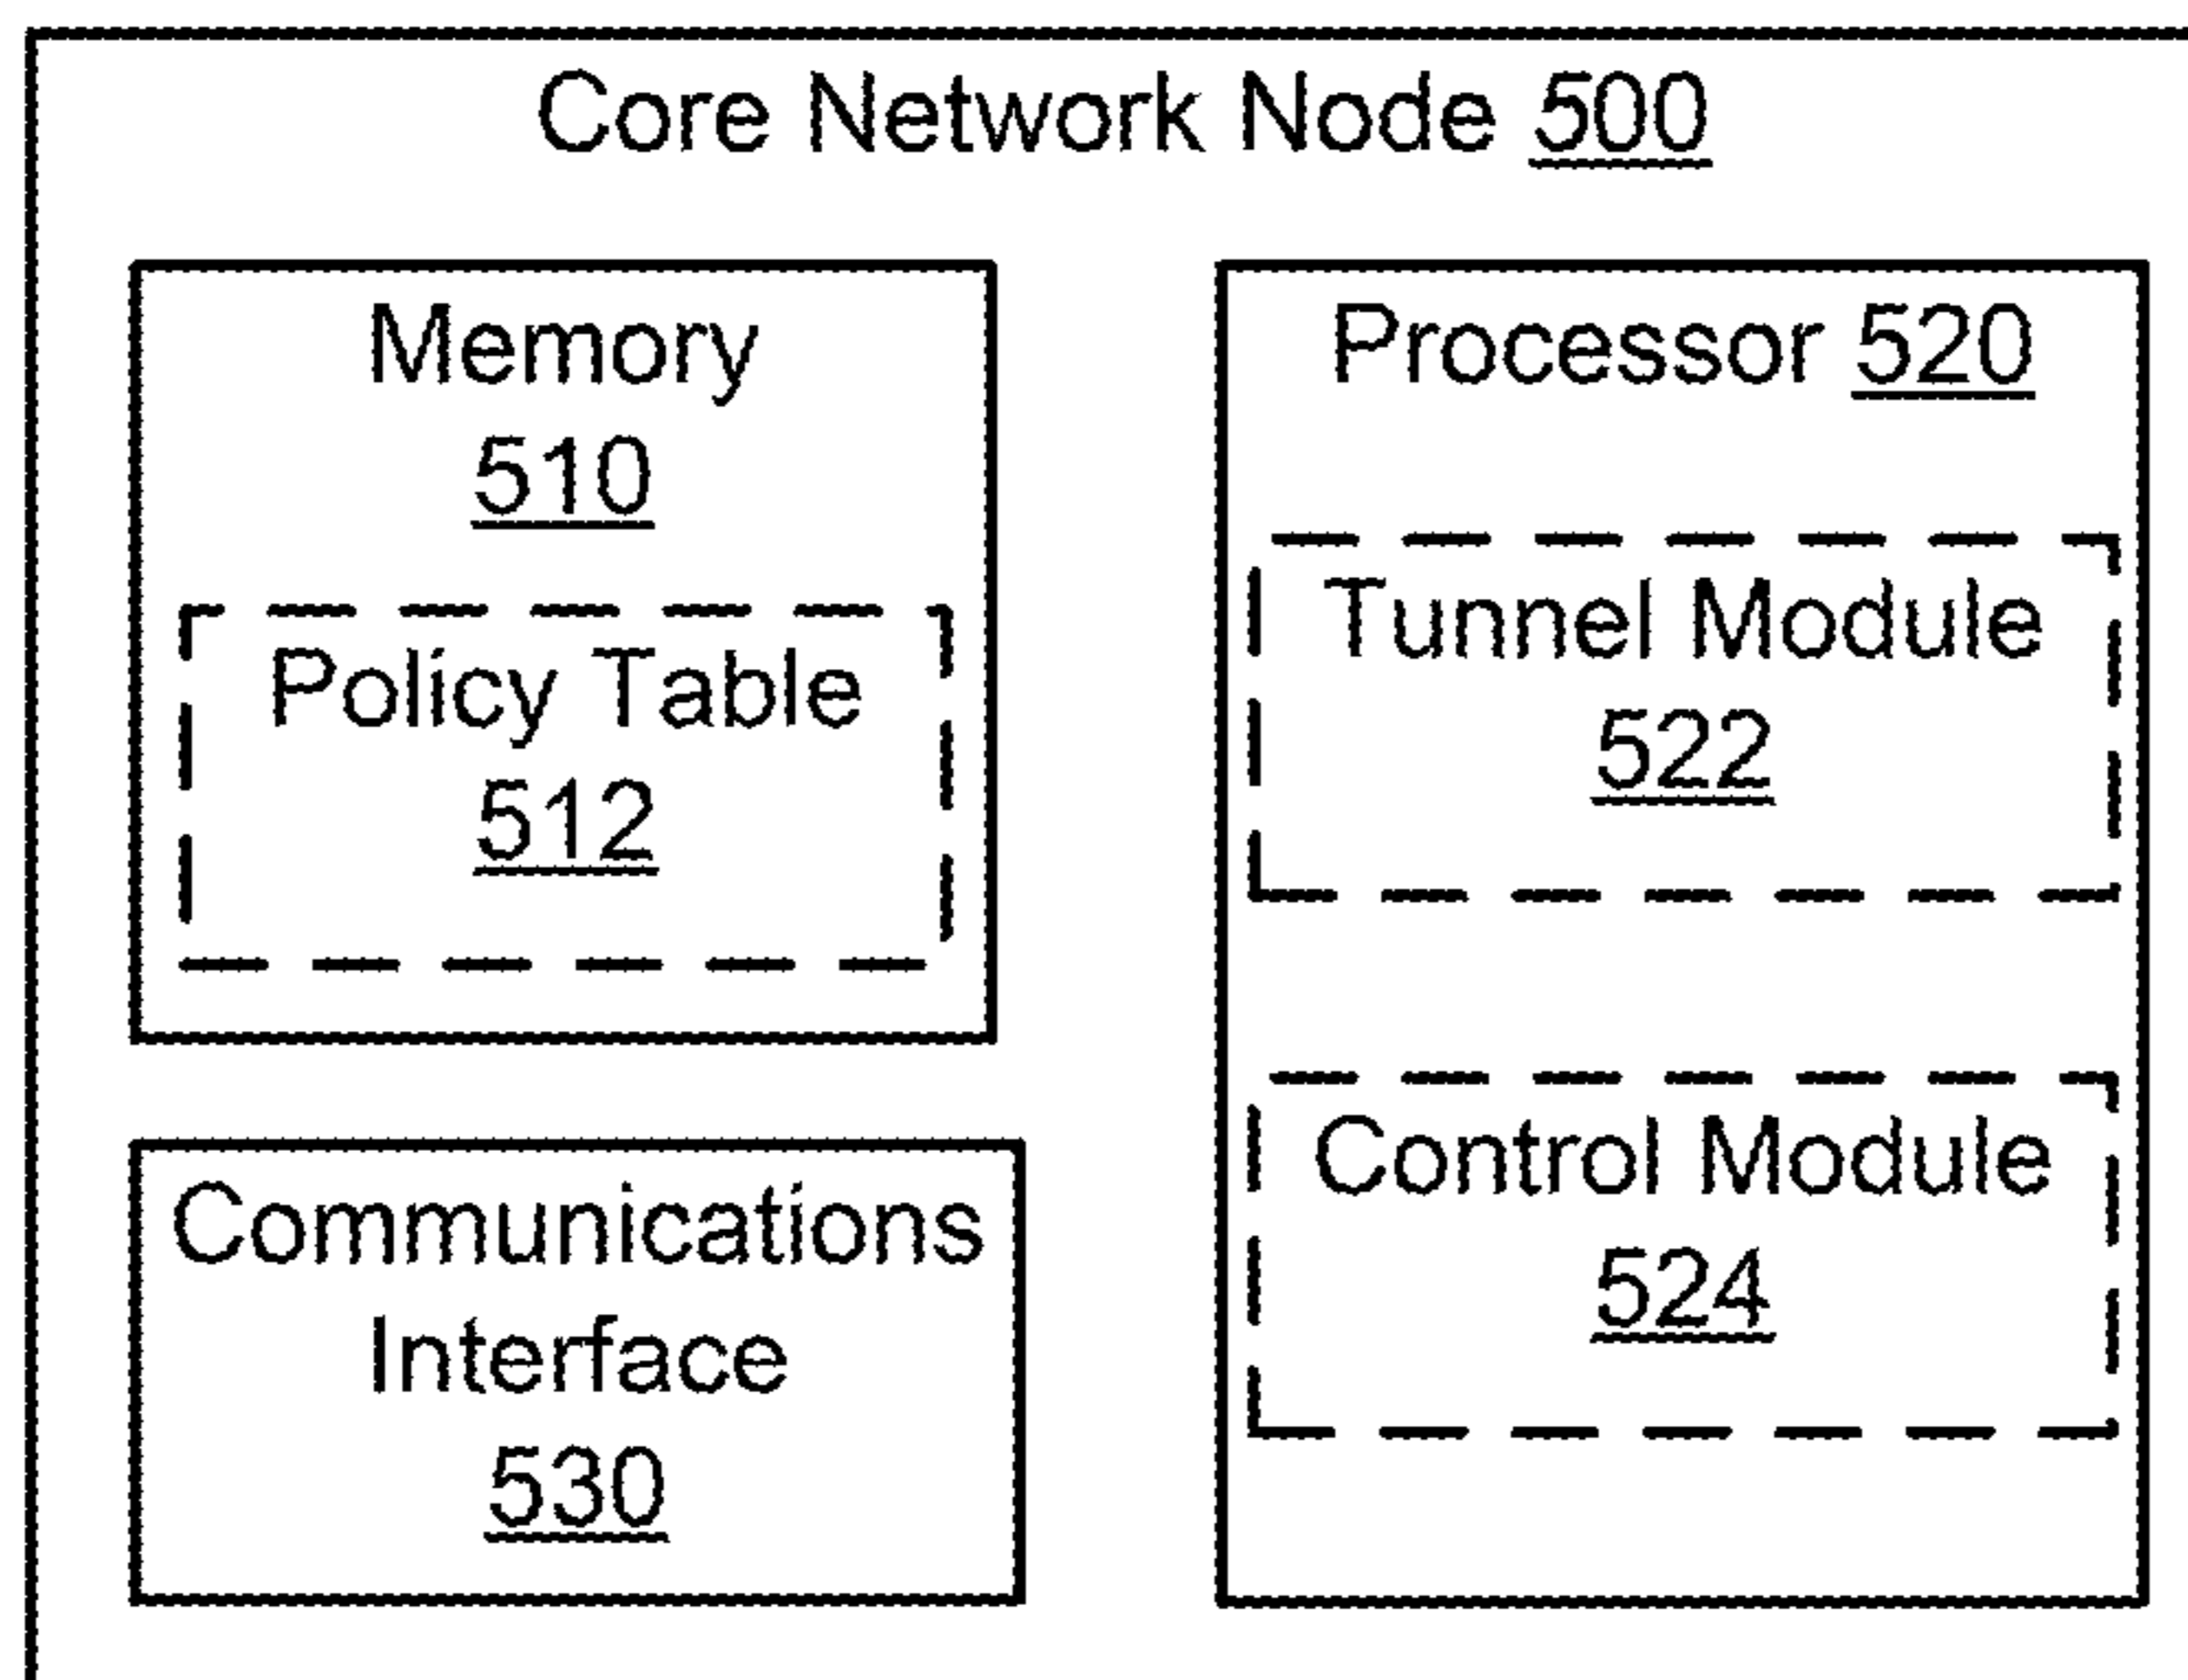 Core Network Node 500
Memory
510
Policy Table
512
Communications
Interface
530
Processor 520
Tunnel Module
522
Control Module
524